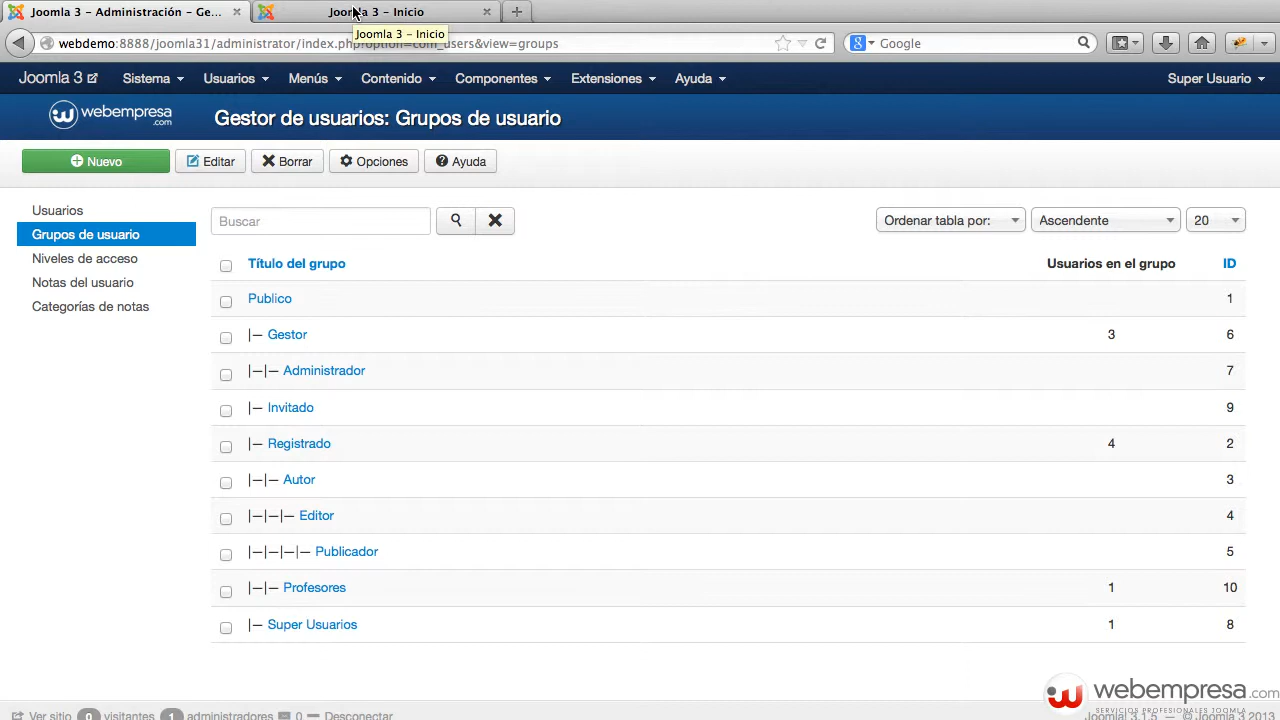 Joomla 3 – Administración – Ge...
Joomla 3 – Inicio
Joomla 3 – Inicio
webdemo:8888/joomla31/administrator/index.php?option=com_users&view=groups
Google
Joomla 3
Sistema
Usuarios
Menús
Contenido
Componentes
Extensiones
Ayuda
Super Usuario
webempresa
.com
Gestor de usuarios: Grupos de usuario
Nuevo
Editar
Borrar
Opciones
Ayuda
Usuarios
Grupos de usuario
Niveles de acceso
Notas del usuario
Categorías de notas
Buscar
Ordenar tabla por:
Ascendente
20
Título del grupo
Usuarios en el grupo
ID
Publico 1
|— Gestor 3 6
|—|— Administrador 7
|— Invitado 9
|— Registrado 4 2
|—|— Autor 3
|—|—|— Editor 4
|—|—|—|— Publicador 5
|—|— Profesores 1 10
|— Super Usuarios 1 8
webempresa.com
SERVICIOS PROFESIONALES JOOMLA
Ver sitio 0 visitantes 1 administradores 0 Desconectar
Joomla! 3.1.5 — © Joomla 3 2013